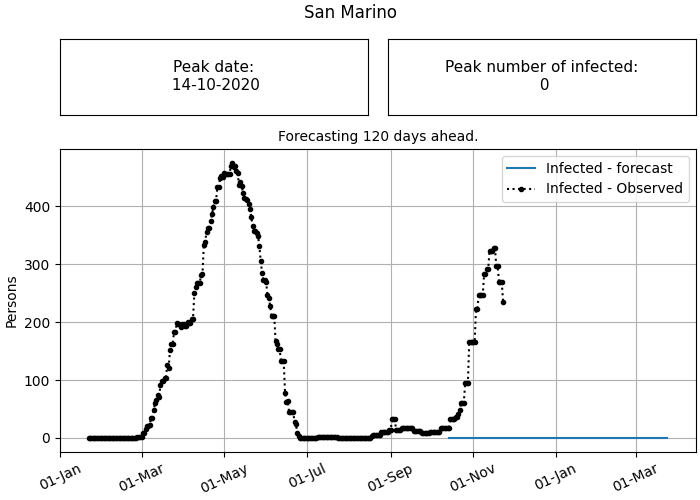 San Marino
Peak date:
14-10-2020
Peak number of infected:
0
Forecasting 120 days ahead.
Infected - forecast
Infected - Observed
Persons
400
300
200
100
0
01-Jan
01-Mar
01-May
01-Jul
01-Sep
01-Nov
01-Jan
01-Mar